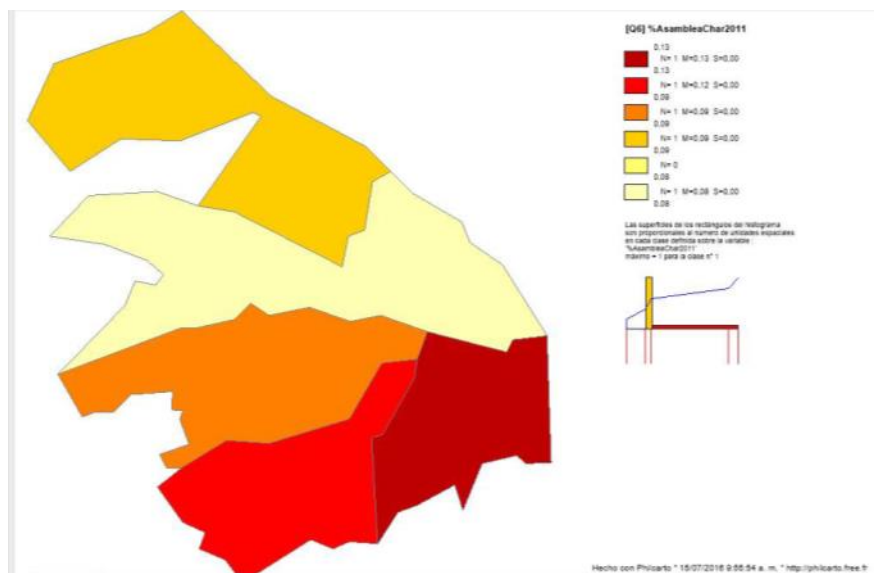 [Q6] %AsambleaChar2011
0,13
N= 1 M=0,13 S=0,00
0,13
N= 1 M=0,12 S=0,00
0,09
N= 1 M=0,09 S=0,00
0,09
N= 1 M=0,09 S=0,00
0,09
N= 0
0,08
N= 1 M=0,08 S=0,00
0,08
Las superficies de los rectángulos del histograma
son proporcionales al número de unidades espaciales
en cada clase definida sobre la variable :
'%AsambleaChar2011'
máximo = 1 para la clase n° 1
Hecho con Philcarto * 15/07/2016 9:56:54 a. m. * http://philcarto.free.fr